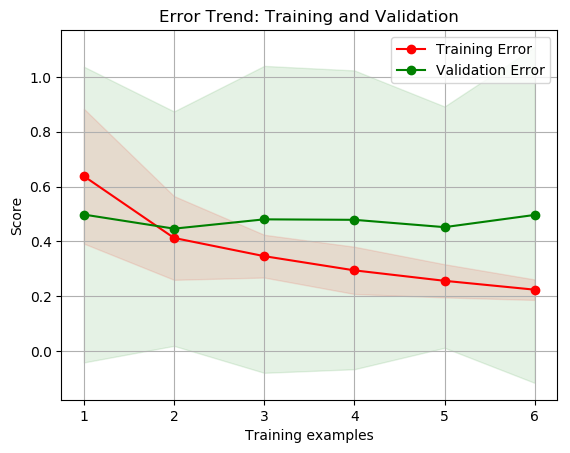 Error Trend: Training and Validation
Training Error
Validation Error
Score
1.0
0.8
0.6
0.4
0.2
0.0
1 2 3 4 5 6
Training examples